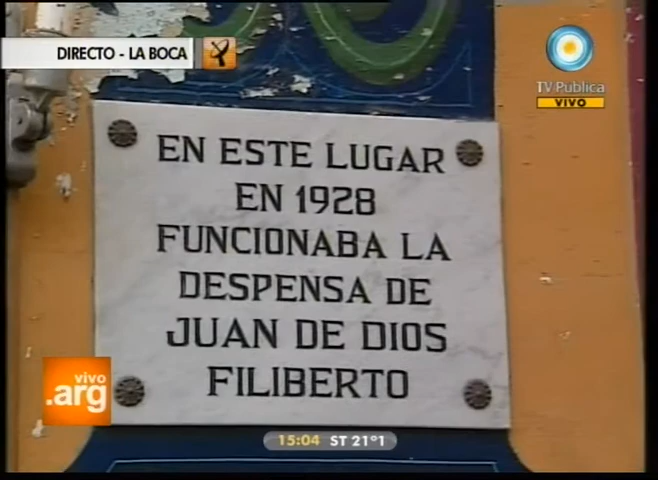 DIRECTO - LA BOCA
TV Pública
VIVO
EN ESTE LUGAR
EN 1928
FUNCIONABA LA
DESPENSA DE
JUAN DE DIOS
FILIBERTO
vivo
.arg
15:04 ST 21°1